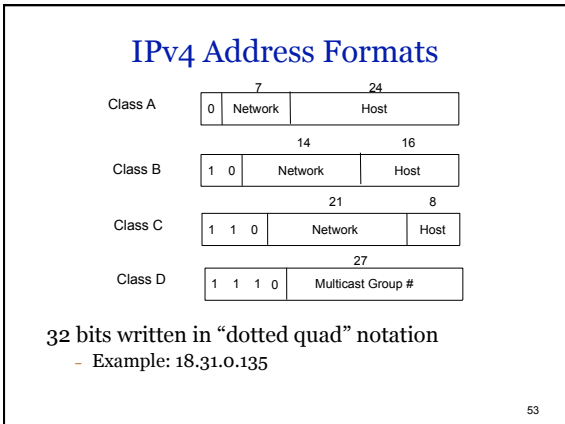 IPv4 Address Formats
7 24
Class A 0 Network Host
14 16
Class B 1 0 Network Host
21 8
Class C 1 1 0 Network Host
27
Class D 1 1 1 0 Multicast Group #
32 bits written in “dotted quad” notation
– Example: 18.31.0.135
53